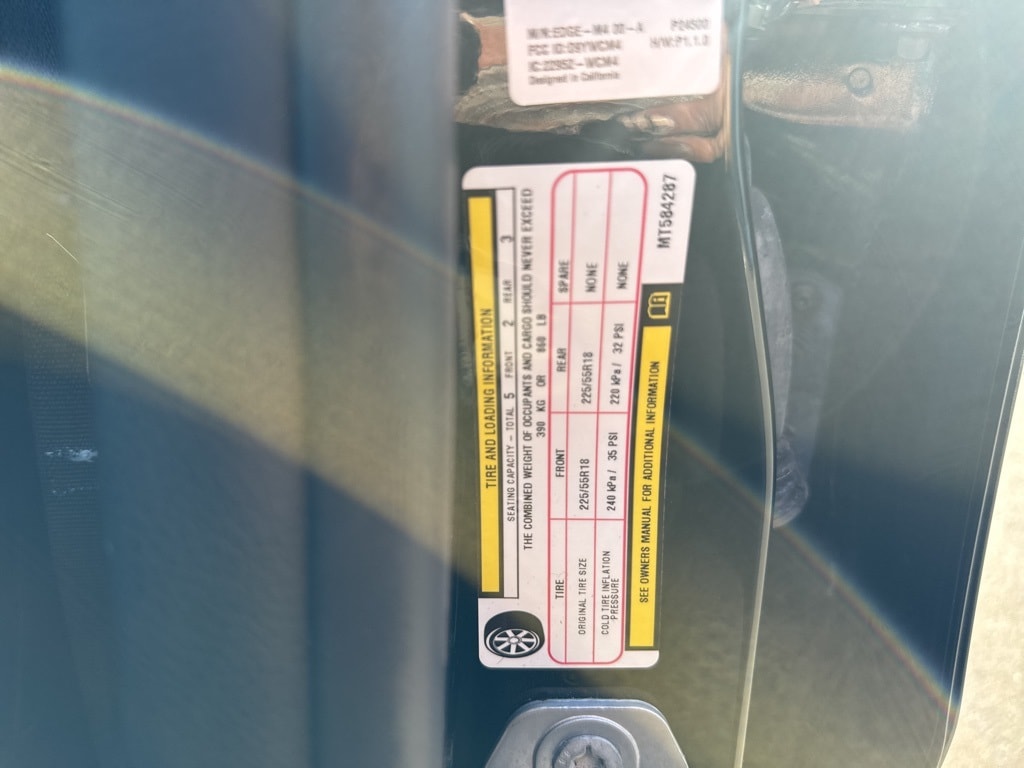 M/N:EDGE-M4.00-A P04500
FCC ID:O9YWCM4 H/W:P1.1.0
Designed in California
TIRE AND LOADING INFORMATION
SEATING CAPACITY - TOTAL 5 FRONT 2 REAR 3
THE COMBINED WEIGHT OF OCCUPANTS AND CARGO SHOULD NEVER EXCEED
390 KG OR 860 LB
TIRE FRONT REAR SPARE
ORIGINAL TIRE SIZE 225/55R18 225/55R18 NONE
COLD TIRE INFLATION PRESSURE 240 kPa / 35 PSI 220 kPa / 32 PSI NONE
SEE OWNERS MANUAL FOR ADDITIONAL INFORMATION
MT584287